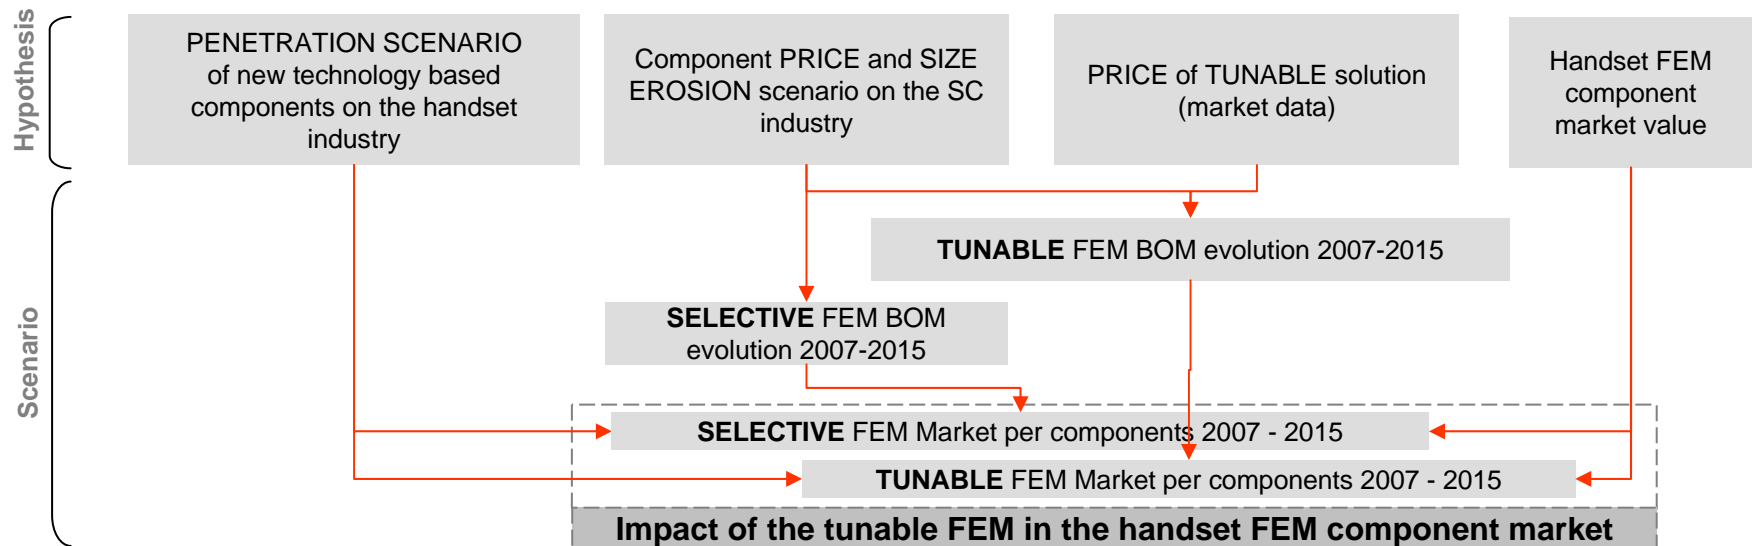 Hypothesis
PENETRATION SCENARIO
of new technology based
components on the handset
industry
Component PRICE and SIZE
EROSION scenario on the SC
industry
PRICE of TUNABLE solution
(market data)
Handset FEM
component
market value
Scenario
TUNABLE FEM BOM evolution 2007-2015
SELECTIVE FEM BOM
evolution 2007-2015
SELECTIVE FEM Market per components 2007 - 2015
TUNABLE FEM Market per components 2007 - 2015
Impact of the tunable FEM in the handset FEM component market